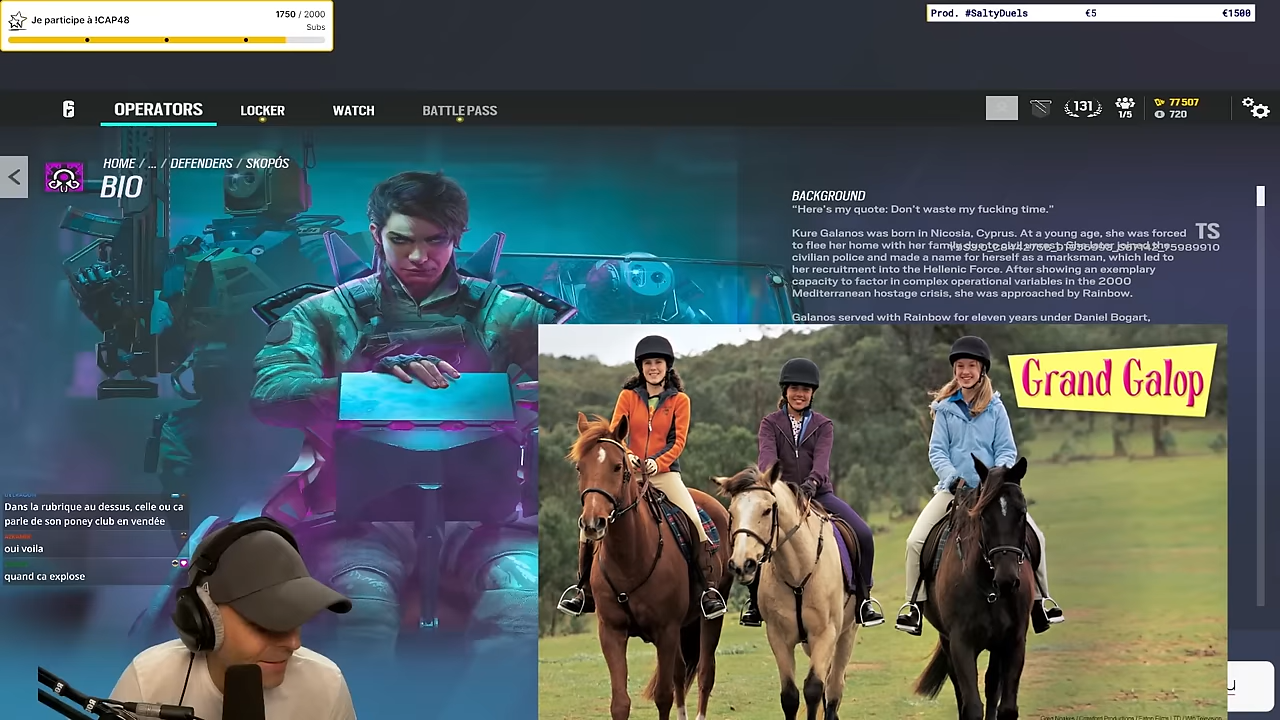 Je participe à !CAP48
1750 / 2000
Subs
Prod. #SaltyDuels €5 €1500
OPERATORS
LOCKER
WATCH
BATTLE PASS
131
1/5
77 507
720
HOME / ... / DEFENDERS / SKOPÓS
BIO
BACKGROUND
“Here's my quote: Don't waste my fucking time.”
Kure Galanos was born in Nicosia, Cyprus. At a young age, she was forced
to flee her home with her
civilian police and made a name for herself as a marksman, which led to
her recruitment into the Hellenic Force. After showing an exemplary
capacity to factor in complex operational variables in the 2000
Mediterranean hostage crisis, she was approached by Rainbow.
Galanos served with Rainbow for eleven years under Daniel Bogart,
TS
Grand Galop
Dans la rubrique au dessus, celle ou ca
parle de son poney club en vendée
oui voila
quand ca explose